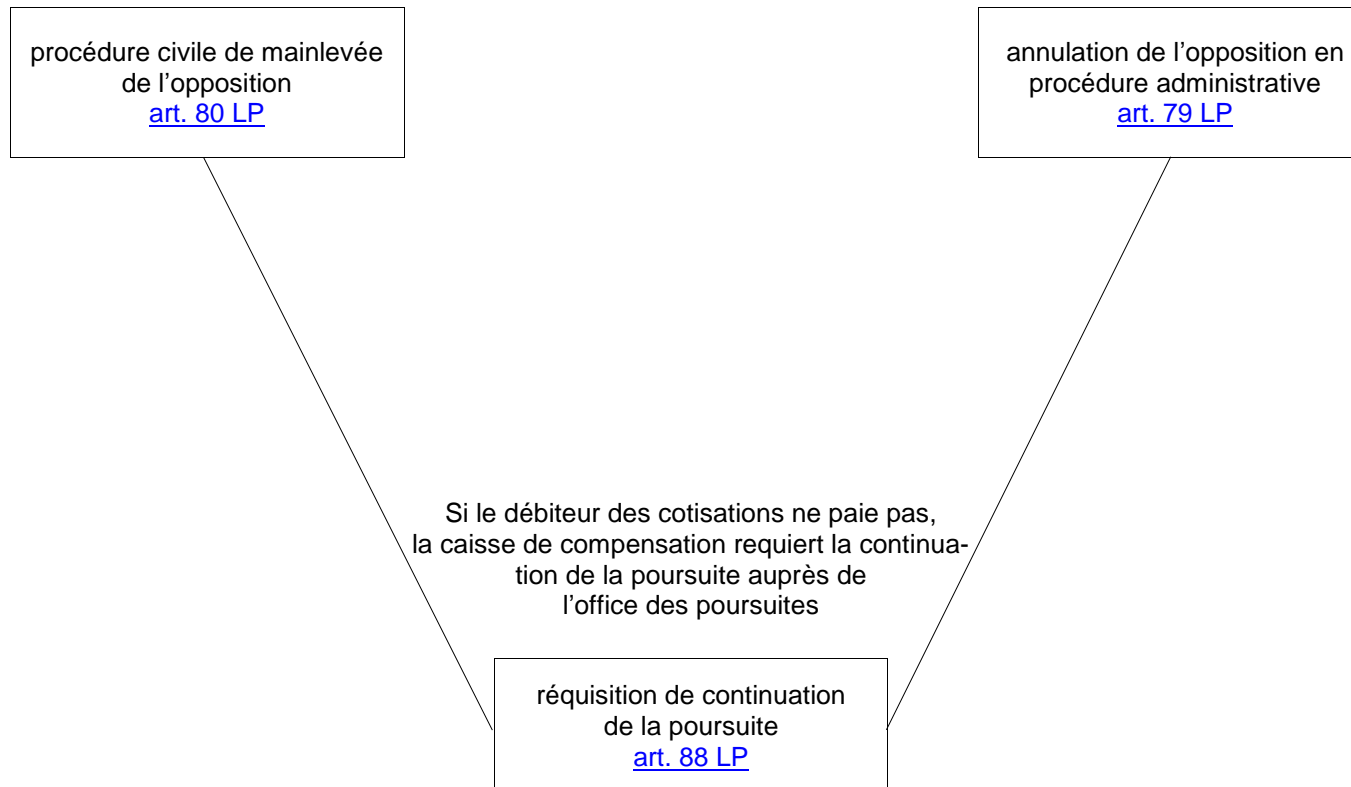 procédure civile de mainlevée
de l’opposition
art. 80 LP
annulation de l’opposition en
procédure administrative
art. 79 LP
Si le débiteur des cotisations ne paie pas,
la caisse de compensation requiert la continua-
tion de la poursuite auprès de
l’office des poursuites
réquisition de continuation
de la poursuite
art. 88 LP